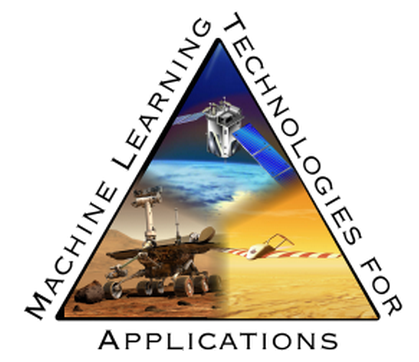 MACHINE LEARNING
TECHNOLOGIES FOR
APPLICATIONS